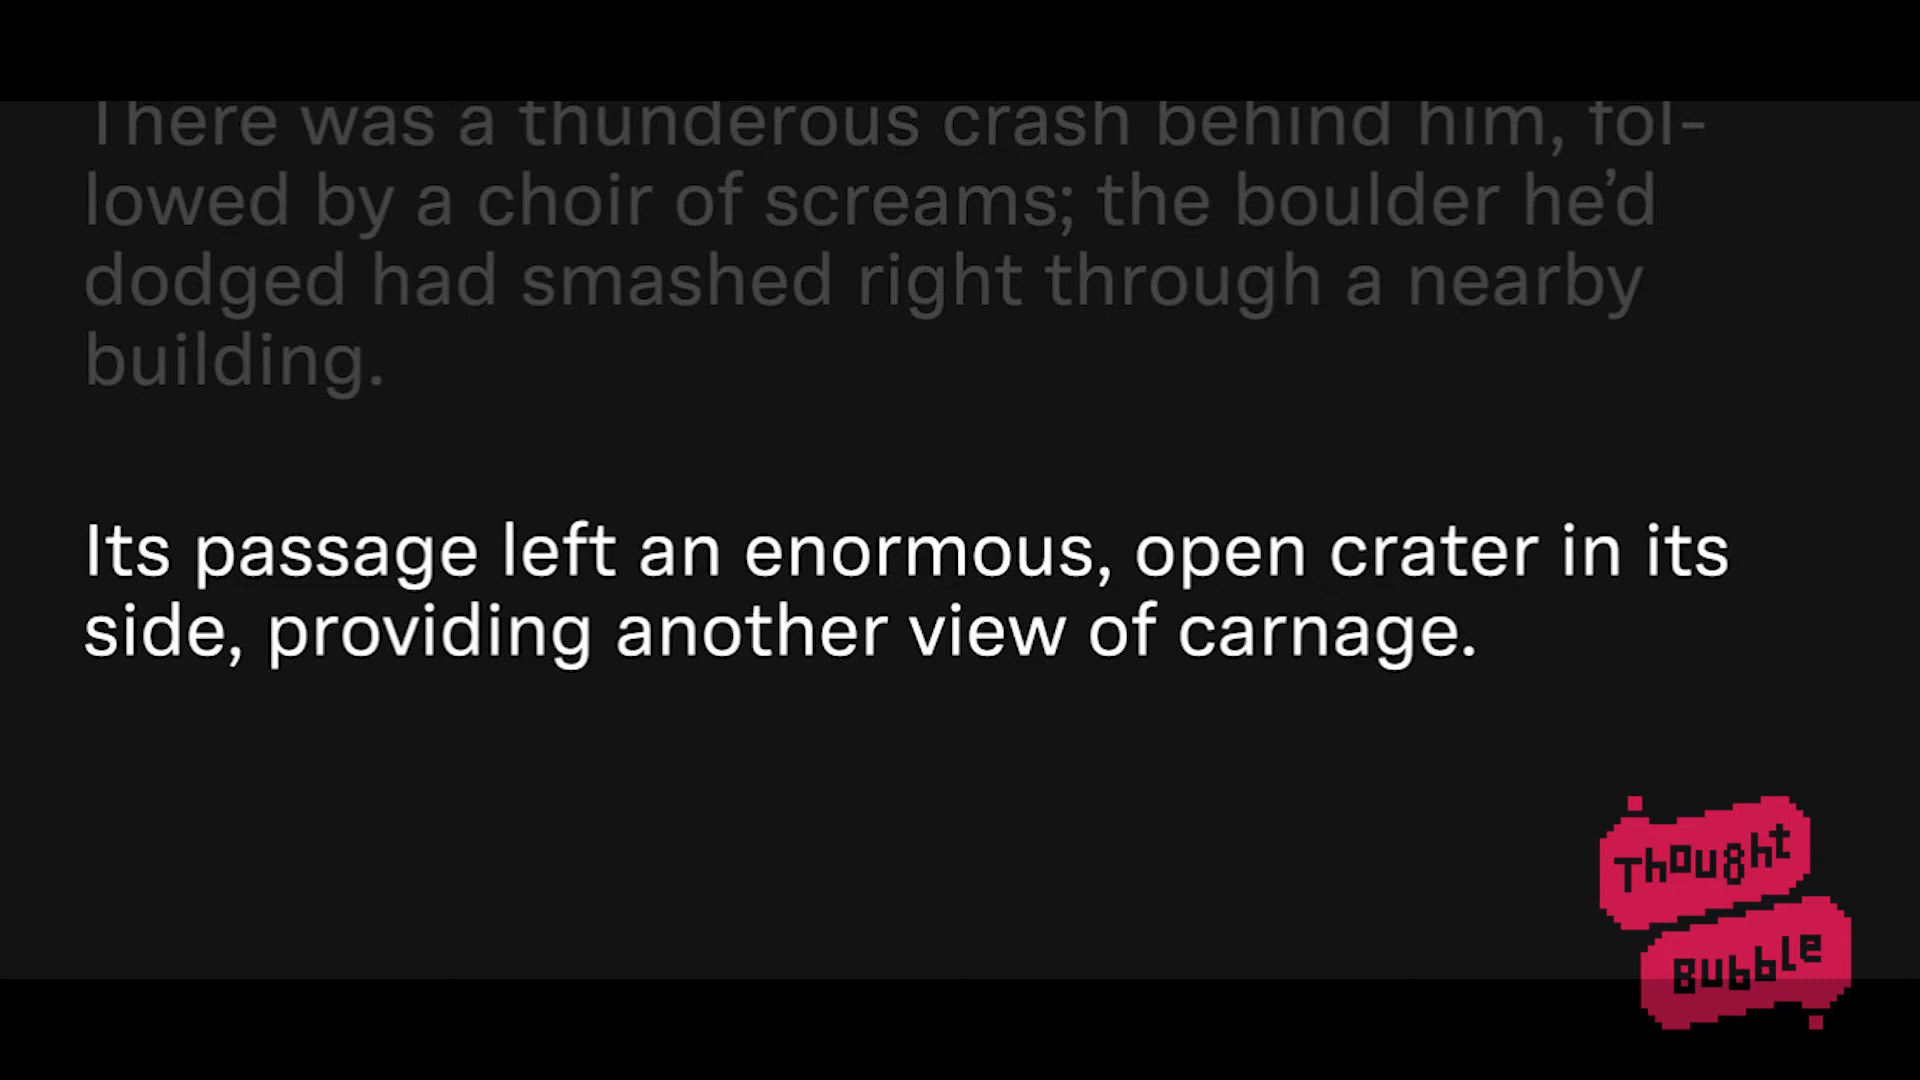 There was a thunderous crash behind him, fol-
lowed by a choir of screams; the boulder he’d
dodged had smashed right through a nearby
building.
Its passage left an enormous, open crater in its
side, providing another view of carnage.
Thought
Bubble